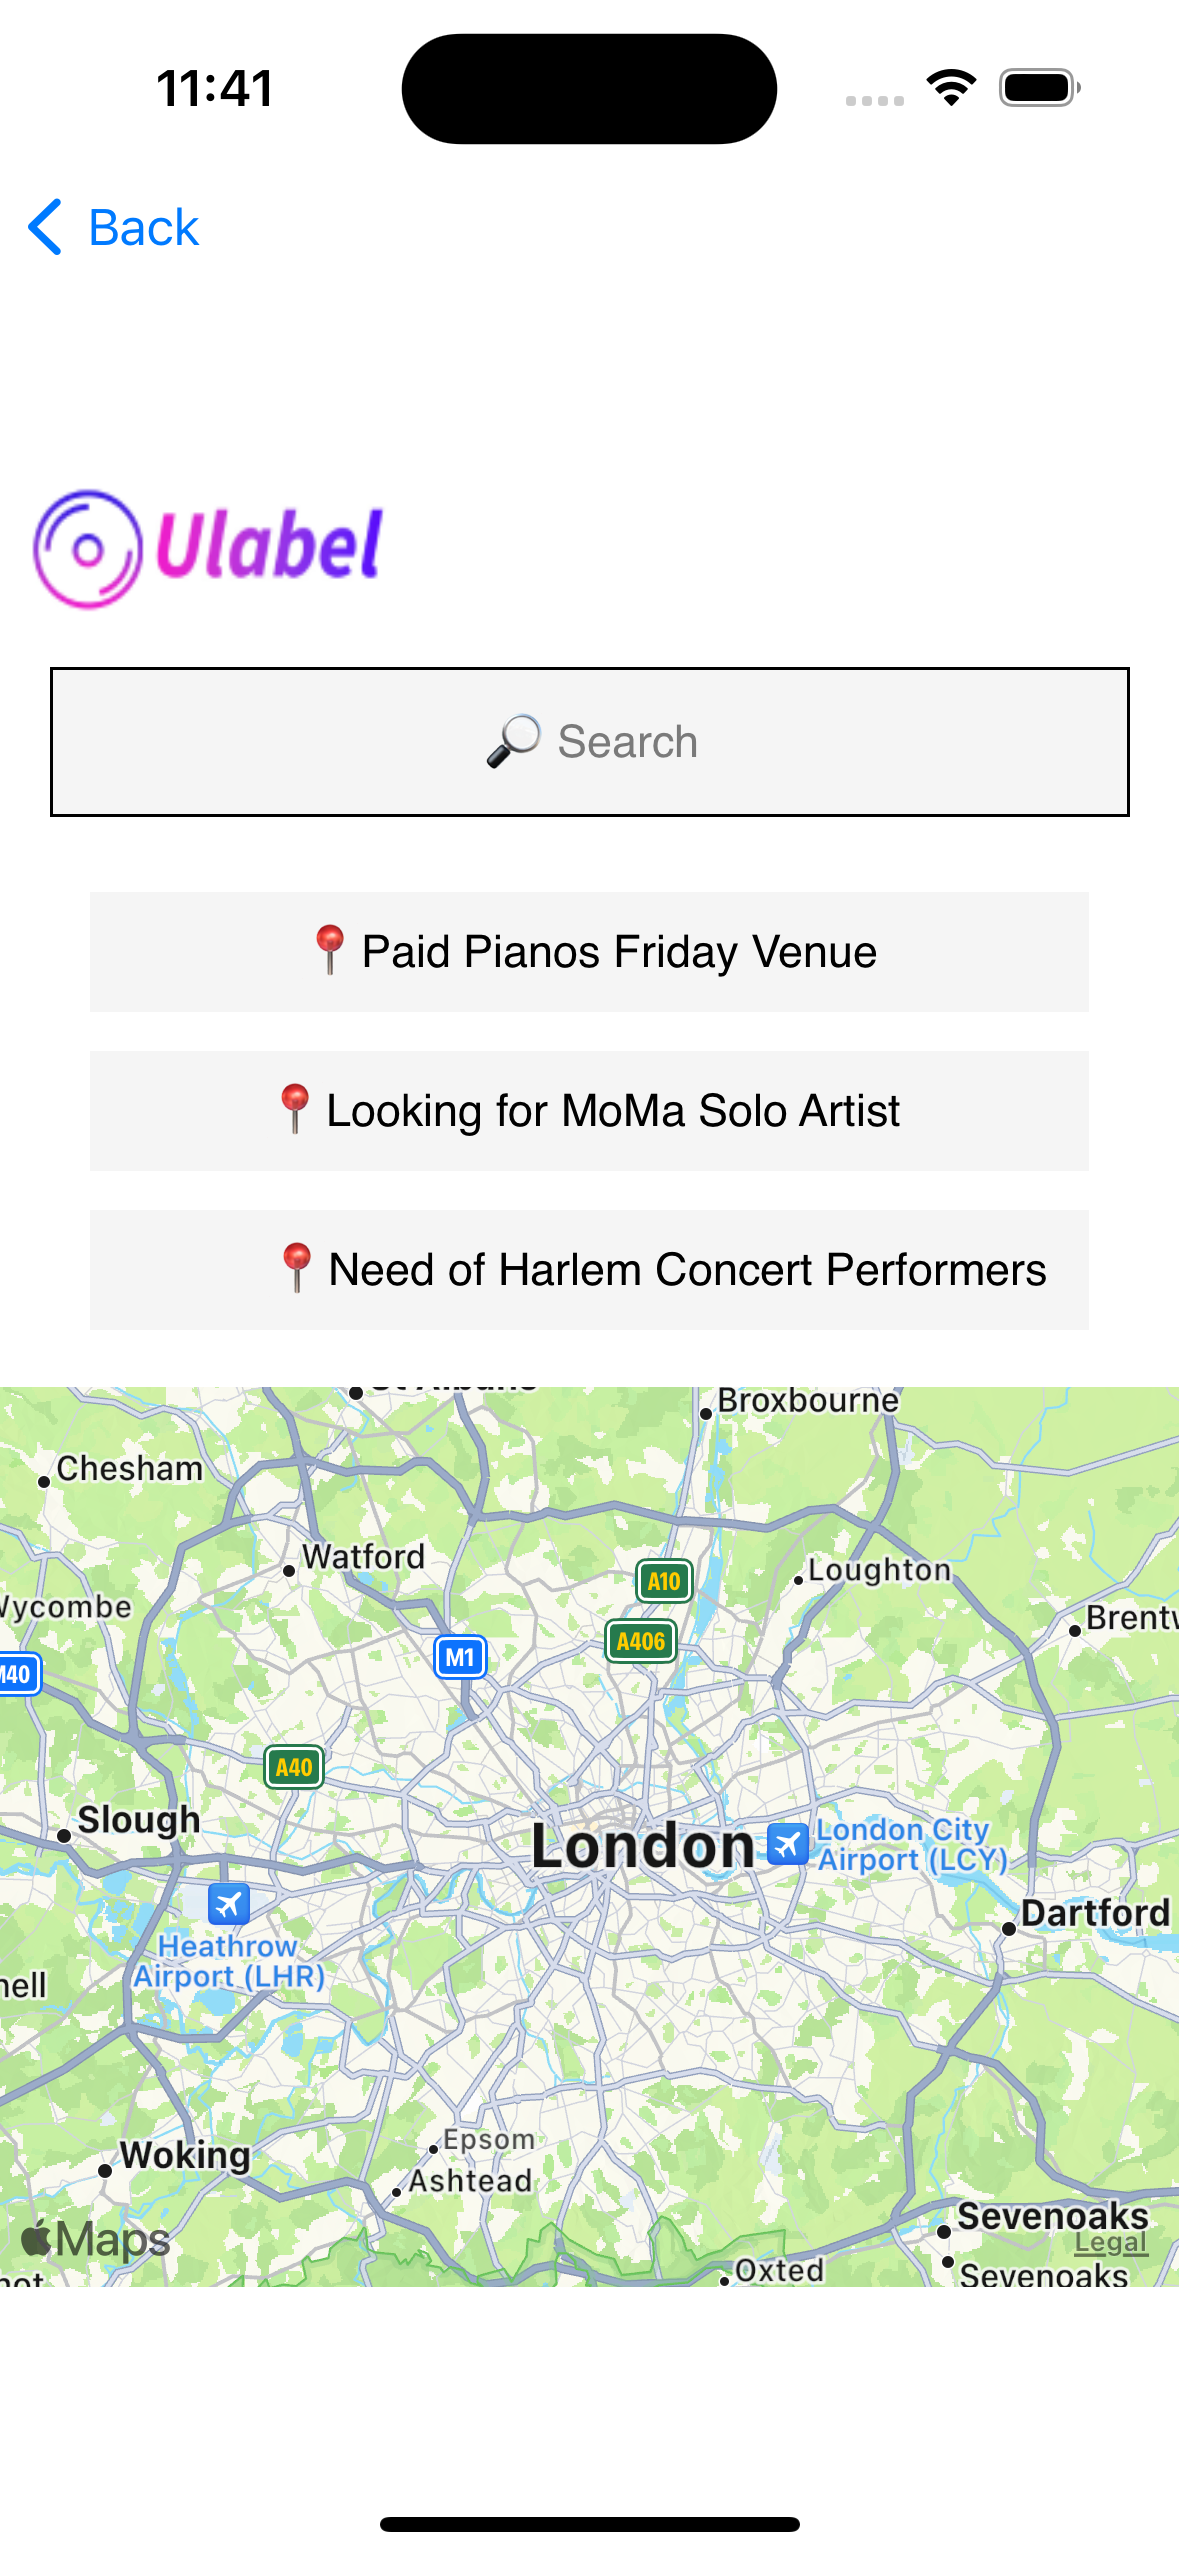 11:41
Back
Ulabel
Search
Paid Pianos Friday Venue
Looking for MoMa Solo Artist
Need of Harlem Concert Performers
Broxbourne
Chesham
Watford
A10
Loughton
Wycombe
A406
M1
M40
A40
Slough
London
London City
Airport (LCY)
Dartford
Heathrow
Airport (LHR)
Woking
Epsom
Ashtead
Sevenoaks
Maps
Legal
Oxted
Sevenoaks